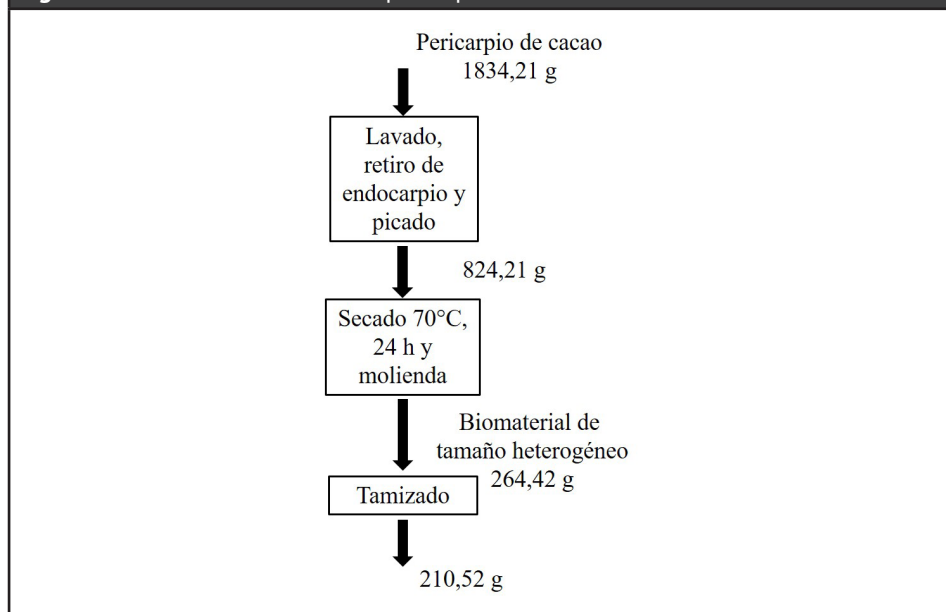 Pericarpio de cacao
1834,21 g
Lavado,
retiro de
endocarpio y
picado
824,21 g
Secado 70°C,
24 h y
molienda
Biomaterial de
tamaño heterogéneo
264,42 g
Tamizado
210,52 g